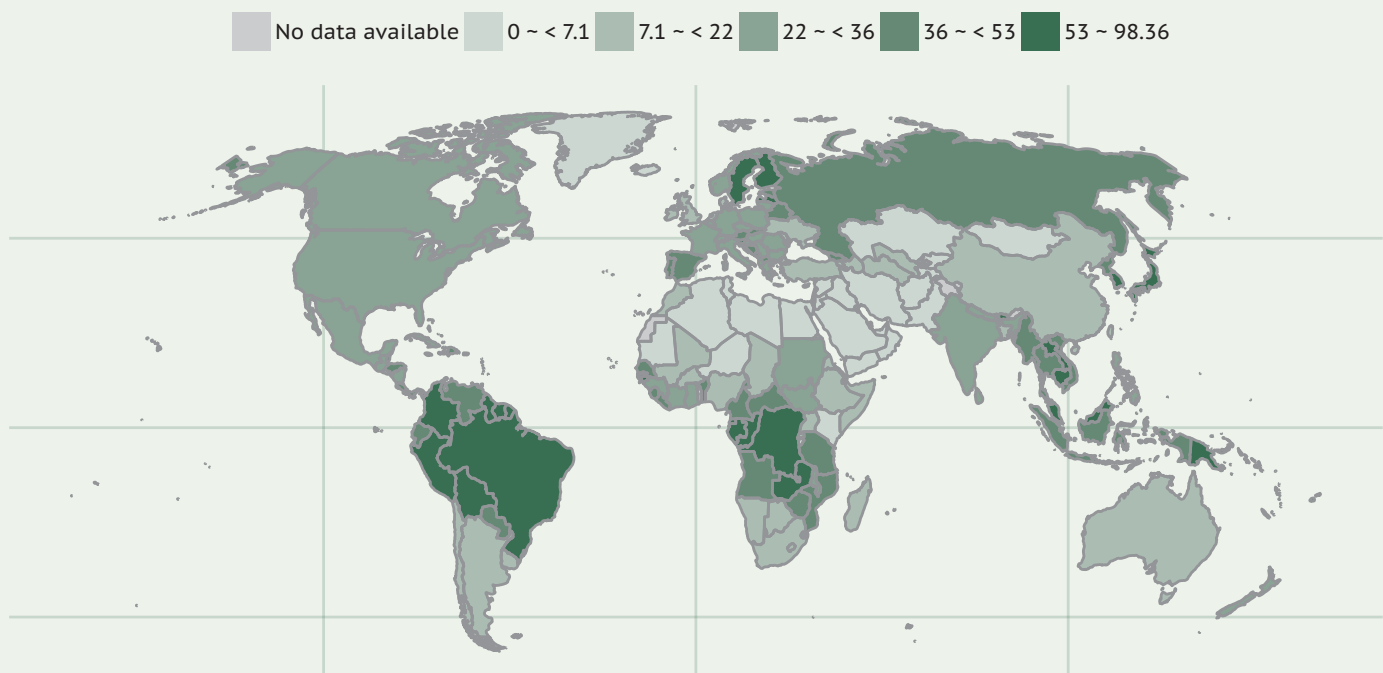 No data available 0 ~ < 7.1 7.1 ~ < 22 22 ~ < 36 36 ~ < 53 53 ~ 98.36